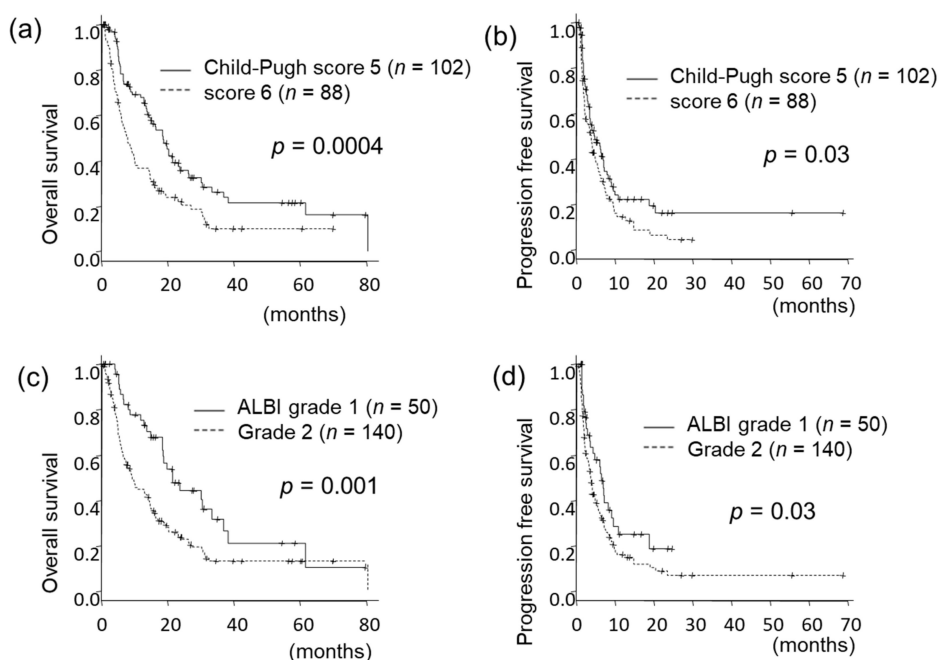 (a)
Overall survival
1.0
0.8
0.6
0.4
0.2
0.0
Child-Pugh score 5 (n = 102)
score 6 (n = 88)
p = 0.0004
0 20 40 60 80
(months)
(b)
Progression free survival
1.0
0.8
0.6
0.4
0.2
0.0
Child-Pugh score 5 (n = 102)
score 6 (n = 88)
p = 0.03
0 10 20 30 40 50 60 70
(months)
(c)
Overall survival
1.0
0.8
0.6
0.4
0.2
0.0
ALBI grade 1 (n = 50)
Grade 2 (n = 140)
p = 0.001
0 20 40 60 80
(months)
(d)
Progression free survival
1.0
0.8
0.6
0.4
0.2
0.0
ALBI grade 1 (n = 50)
Grade 2 (n = 140)
p = 0.03
0 10 20 30 40 50 60 70
(months)